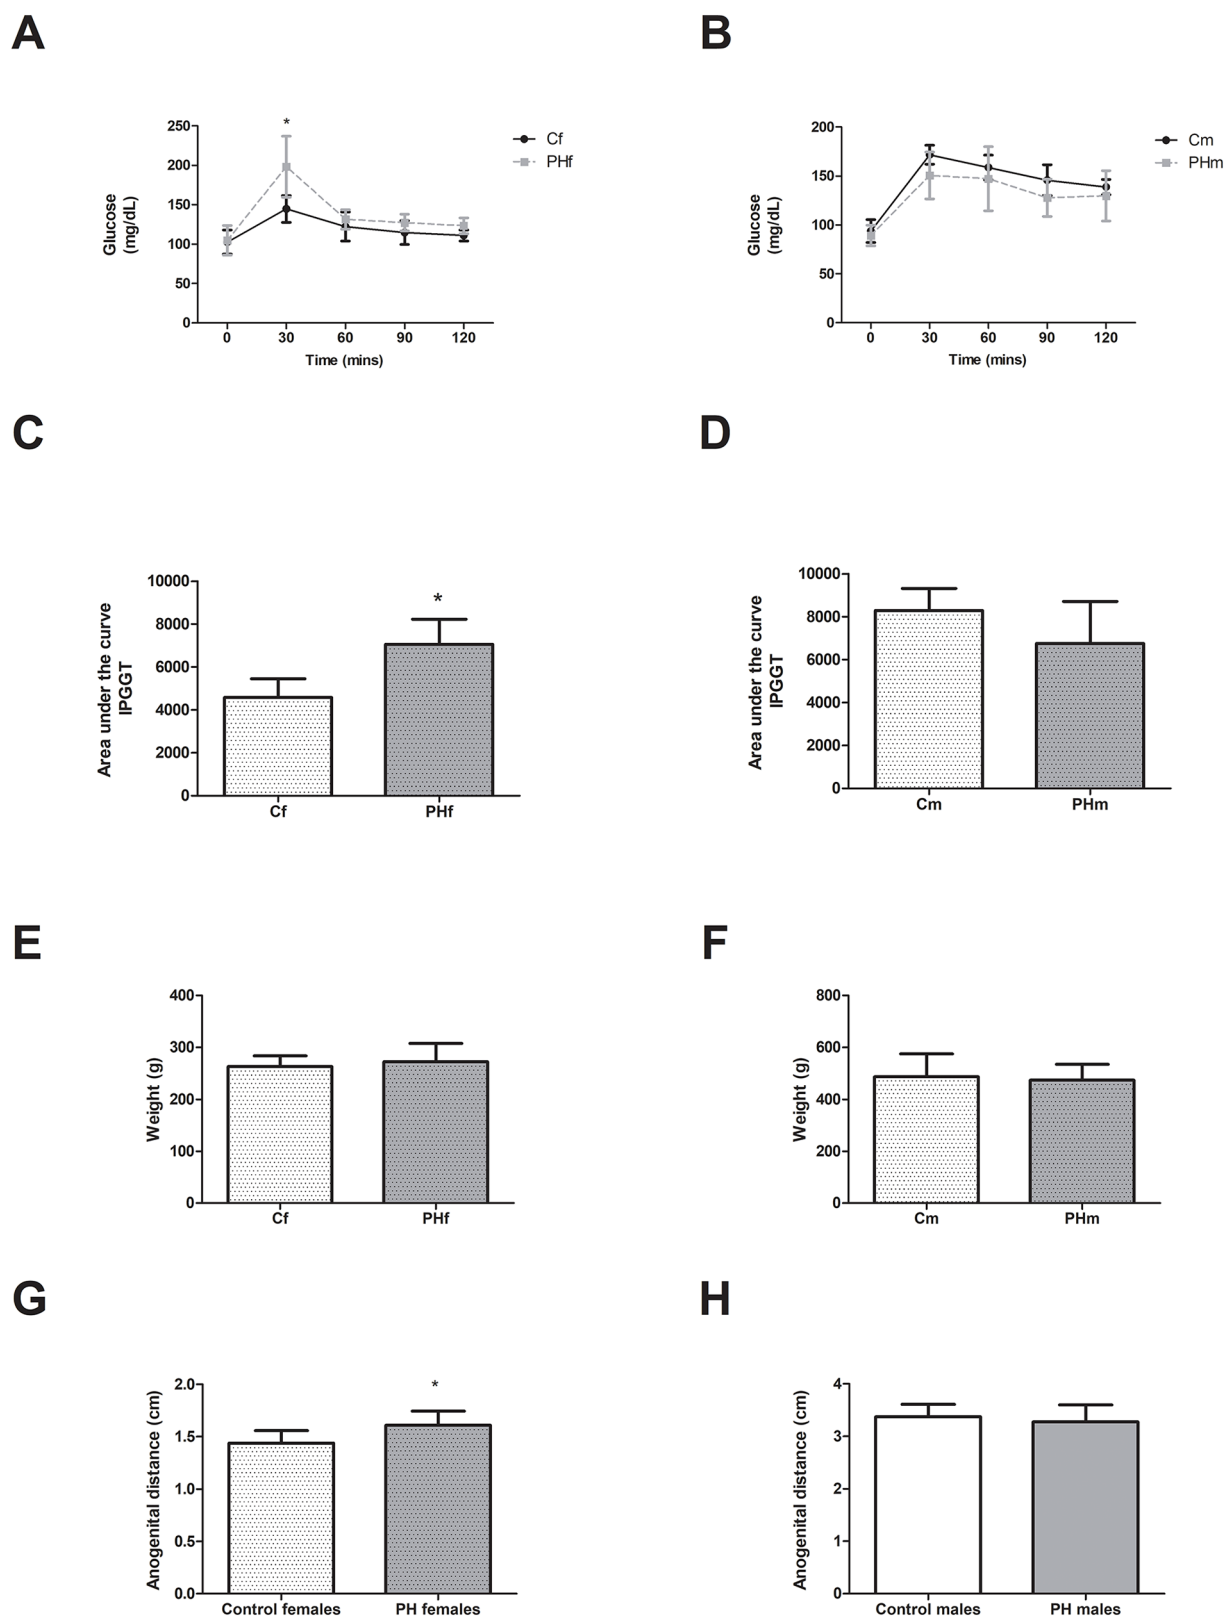 A
B
*
250
200
150
100
50
0
Glucose
(mg/dL)
0 30 60 90 120
Time (mins)
Cf
PHf
200
150
100
50
0
Glucose
(mg/dL)
0 30 60 90 120
Time (mins)
Cm
PHm
C
D
*
10000
8000
6000
4000
2000
0
Area under the curve
IPGGT
Cf PHf
10000
8000
6000
4000
2000
0
Area under the curve
IPGGT
Cm PHm
E
F
400
300
200
100
0
Weight (g)
Cf PHf
800
600
400
200
0
Weight (g)
Cm PHm
G
H
*
2.0
1.5
1.0
0.5
0.0
Anogenital distance (cm)
Control females PH females
4
3
2
1
0
Anogenital distance (cm)
Control males PH males